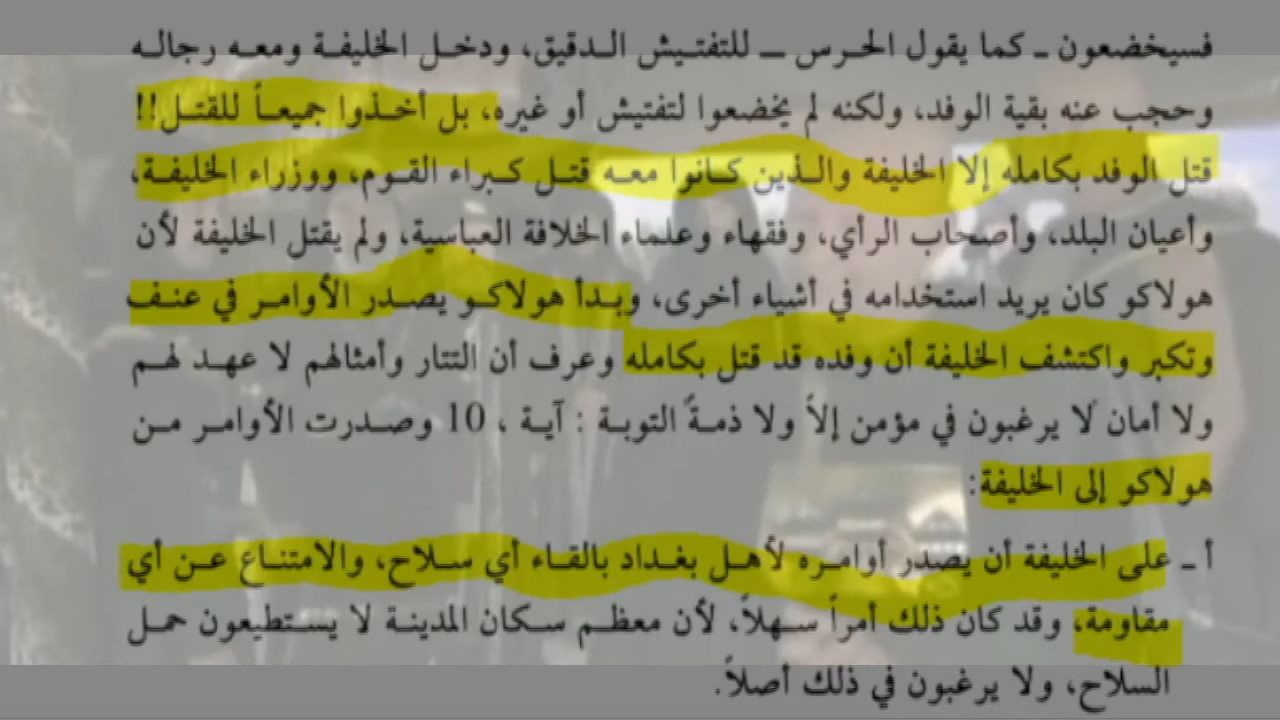 فسيخضعون ـ كما يقول الحرس ـ للتفتيش الدقيق، ودخل الخليفة ومعه رجاله
وحجب عنه بقية الوفد، ولكنه لم يخضعوا لتفتيش أو غيره، بل أخذوا جميعاً للقتل!!
قتل الوفد بكامله إلا الخليفة والذين كانوا معه قتل كبراء القوم، ووزراء الخليفة،
وأعيان البلد، وأصحاب الرأي، وفقهاء وعلماء الخلافة العباسية، ولم يقتل الخليفة لأن
هولاكو كان يريد استخدامه في أشياء أخرى، وبدأ هولاكو يصدر الأوامر في عنف
وتكبر واكتشف الخليفة أن وفده قد قتل بكامله وعرف أن التتار وأمثالهم لا عهد لهم
ولا أمان لا يرغبون في مؤمن إلاً ولا ذمةً التوبة : آية ، 10 وصدرت الأوامر من
هولاكو إلى الخليفة:
أ ـ على الخليفة أن يصدر أوامره لأهل بغداد بالقاء أي سلاح، والامتناع عن أي
مقاومة، وقد كان ذلك أمراً سهلاً، لأن معظم سكان المدينة لا يستطيعون حمل
السلاح، ولا يرغبون في ذلك أصلاً.